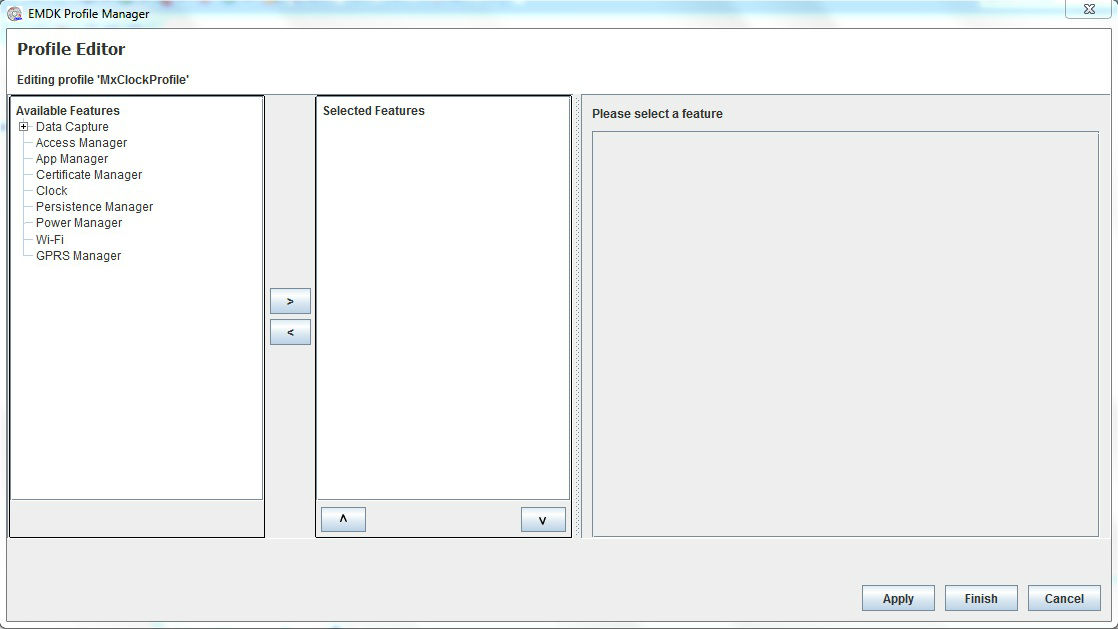 EMDK Profile Manager
Profile Editor
Editing profile 'MxClockProfile'
Available Features
Data Capture
Access Manager
App Manager
Certificate Manager
Clock
Persistence Manager
Power Manager
Wi-Fi
GPRS Manager
>
<
Selected Features
^
v
Please select a feature
Apply
Finish
Cancel